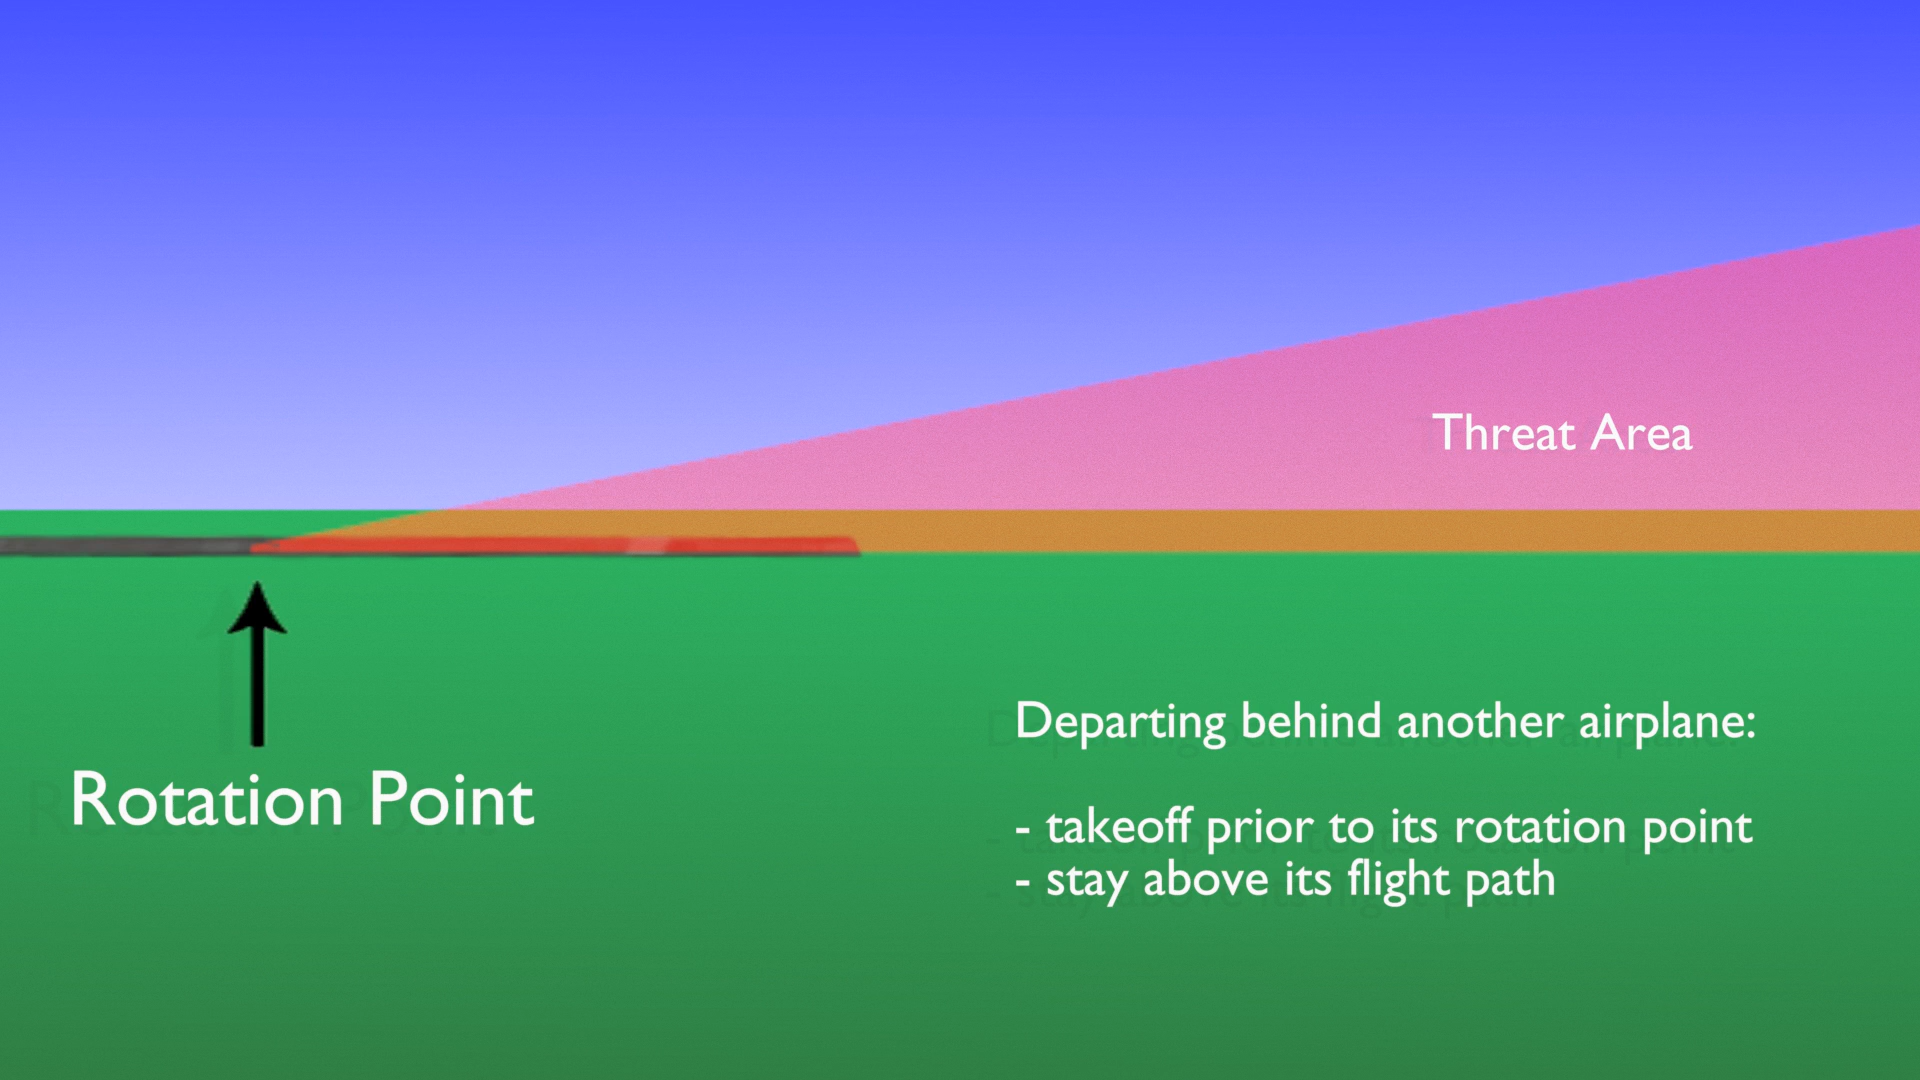 Threat Area
Rotation Point
Departing behind another airplane:
- takeoff prior to its rotation point
- stay above its flight path